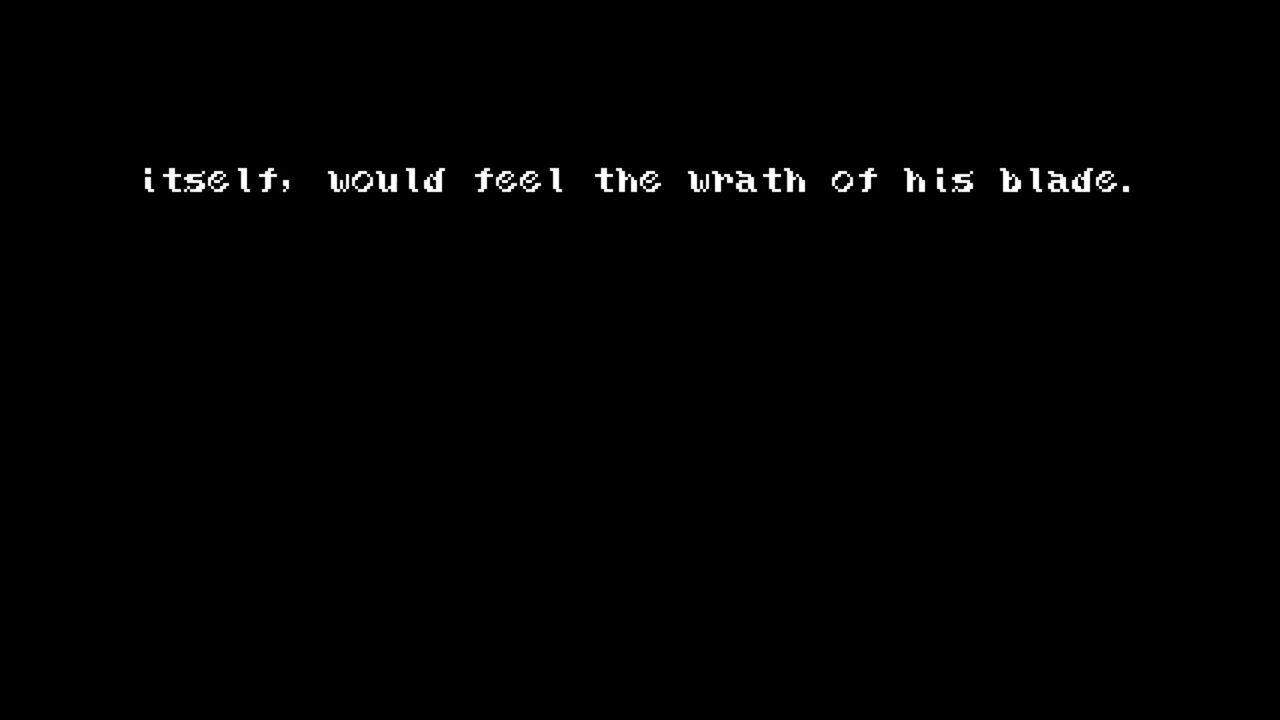 itself, would feel the wrath of his blade.